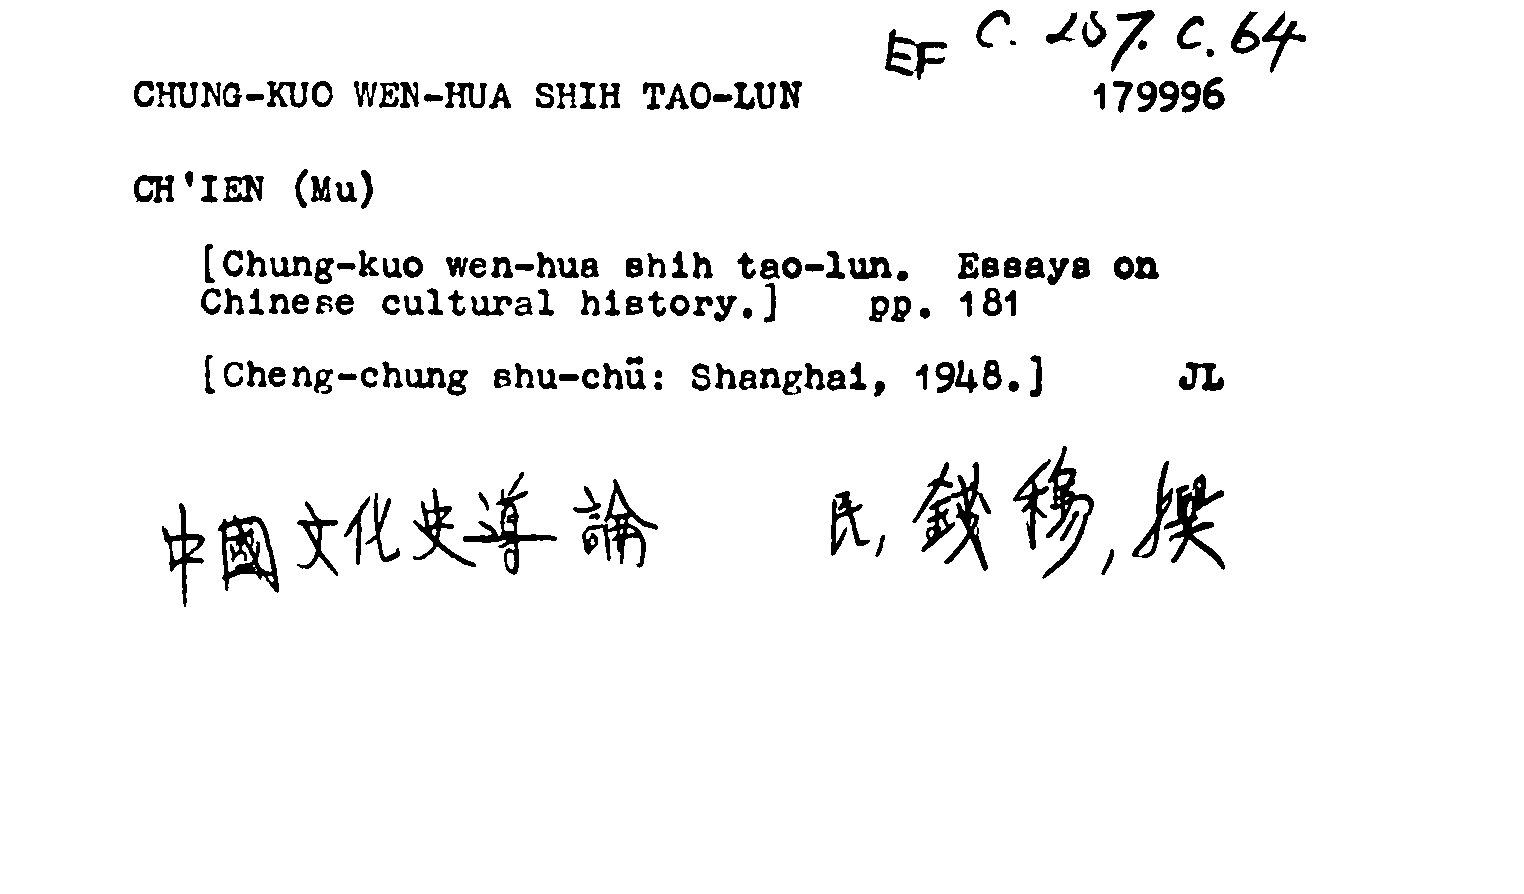 EF C. 207. C. 64
CHUNG-KUO WEN-HUA SHIH TAO-LUN 179996
CH'IEN (Mu)
[Chung-kuo wen-hua shih tao-lun. Essays on
Chinese cultural history.] pp. 181
[Cheng-chung shu-chü: Shanghai, 1948.] JL
中國文化史導論 民, 錢穆, 撰